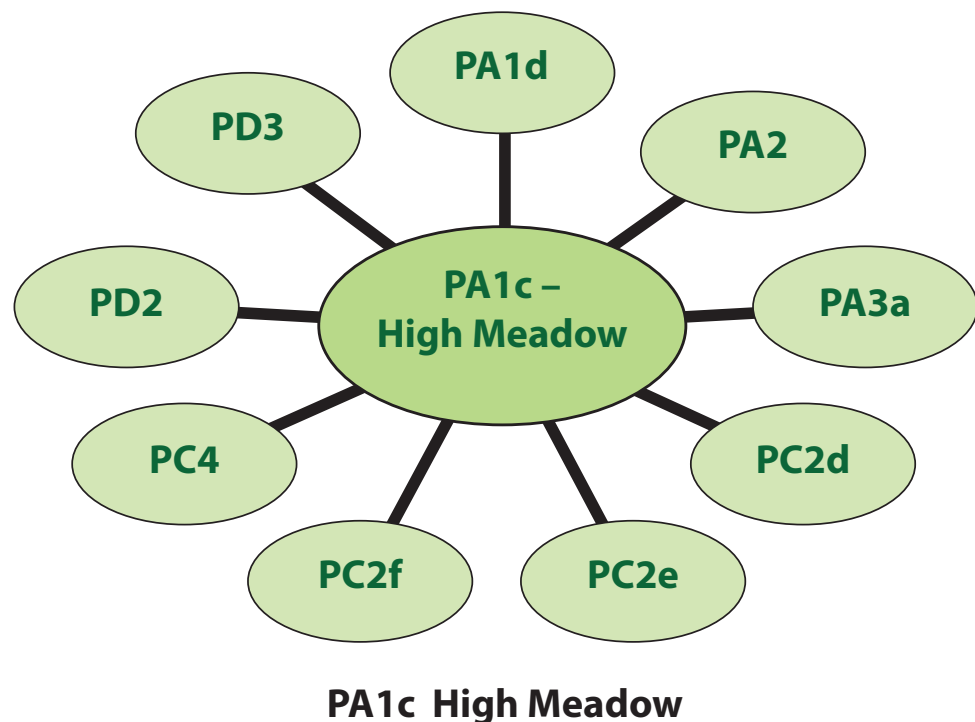 PA1d
PD3
PA2
PA1c –
High Meadow
PD2
PA3a
PC4
PC2d
PC2f
PC2e
PA1c High Meadow